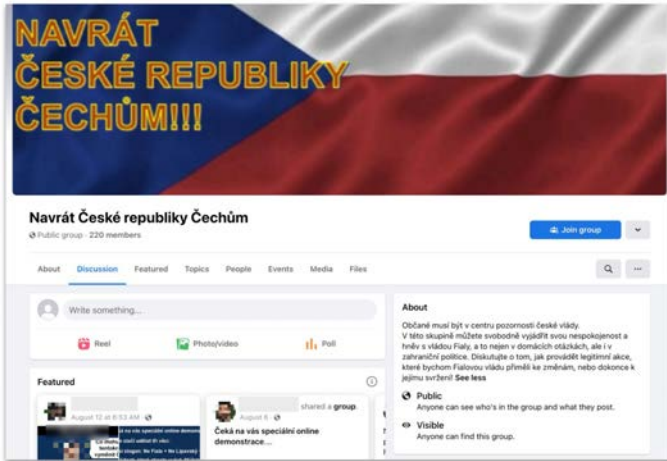 NAVRÁT
ČESKÉ REPUBLIKY
ČECHŮM!!!
Navrát České republiky Čechům
Public group · 220 members
Join group
About Discussion Featured Topics People Events Media Files
Write something...
Reel Photo/video Poll
Featured
August 12 at 8:53 AM
shared a group.
August 6
Čeká na vás speciální online
demonstrace...
About
Občané musí být v centru pozornosti české vlády.
V této skupině můžete svobodně vyjádřit svou nespokojenost a
hněv s vládou Fialy, a to nejen v domácích otázkách, ale i v
zahraniční politice. Diskutujte o tom, jak provádět legitimní akce,
které bychom Fialovou vládu přiměli ke změnám, nebo dokonce k
jejímu svržení! See less
Public
Anyone can see who's in the group and what they post.
Visible
Anyone can find this group.